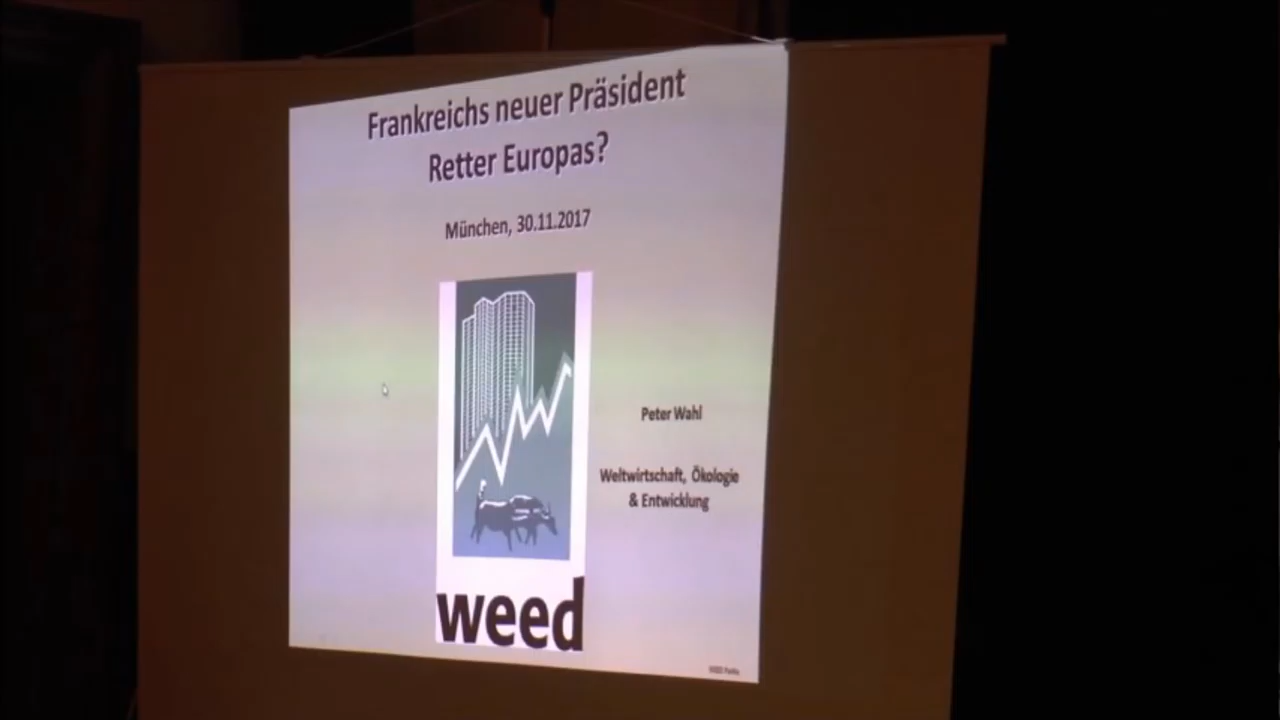 Frankreichs neuer Präsident
Retter Europas?
München, 30.11.2017
Peter Wahl
Weltwirtschaft, Ökologie
& Entwicklung
weed